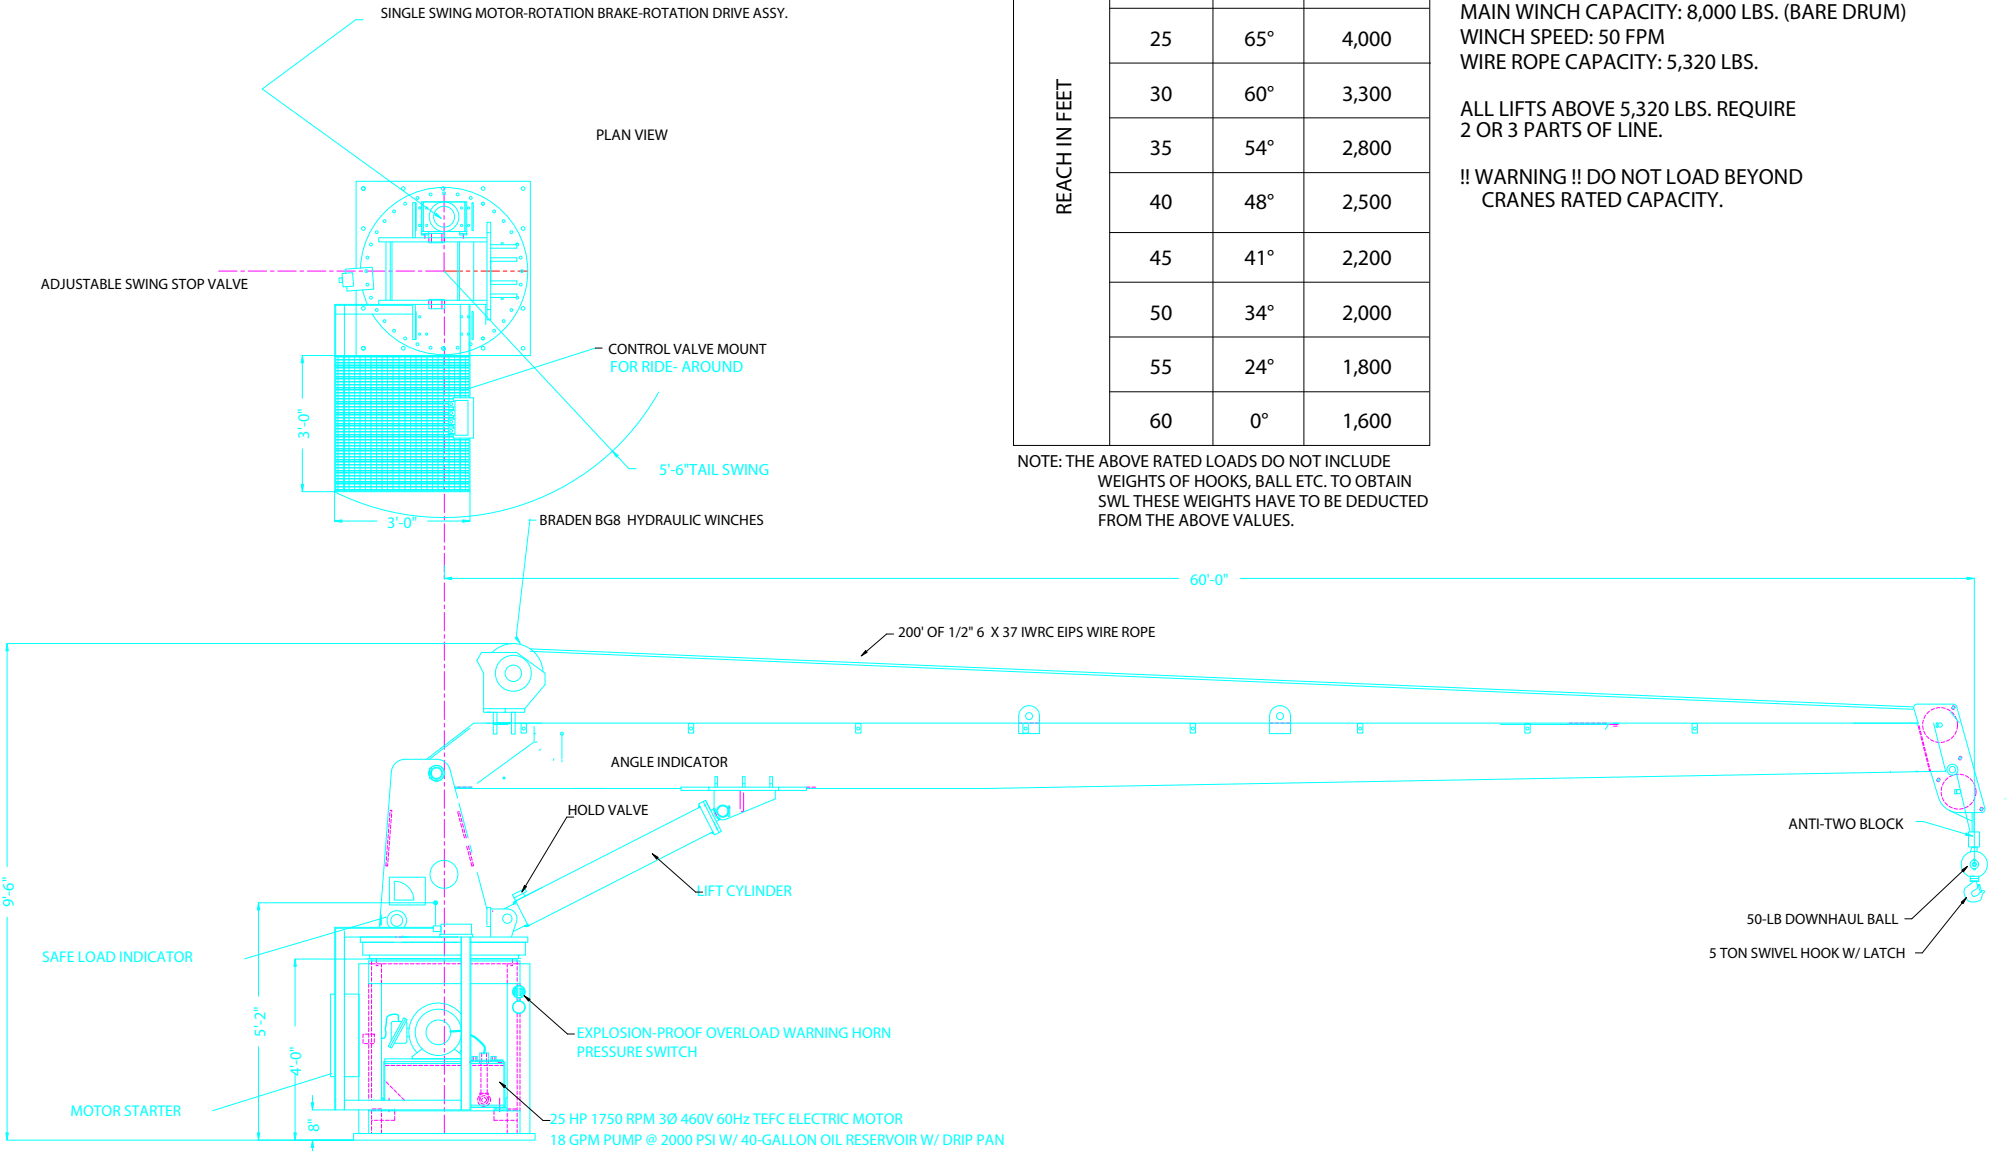 SINGLE SWING MOTOR-ROTATION BRAKE-ROTATION DRIVE ASSY.
PLAN VIEW
ADJUSTABLE SWING STOP VALVE
CONTROL VALVE MOUNT
FOR RIDE- AROUND
3'-0"
5'-6"TAIL SWING
3'-0"
REACH IN FEET
25 65° 4,000
30 60° 3,300
35 54° 2,800
40 48° 2,500
45 41° 2,200
50 34° 2,000
55 24° 1,800
60 0° 1,600
NOTE: THE ABOVE RATED LOADS DO NOT INCLUDE
WEIGHTS OF HOOKS, BALL ETC. TO OBTAIN
SWL THESE WEIGHTS HAVE TO BE DEDUCTED
FROM THE ABOVE VALUES.
MAIN WINCH CAPACITY: 8,000 LBS. (BARE DRUM)
WINCH SPEED: 50 FPM
WIRE ROPE CAPACITY: 5,320 LBS.
ALL LIFTS ABOVE 5,320 LBS. REQUIRE
2 OR 3 PARTS OF LINE.
!! WARNING !! DO NOT LOAD BEYOND
CRANES RATED CAPACITY.
BRADEN BG8 HYDRAULIC WINCHES
60'-0"
200' OF 1/2" 6 X 37 IWRC EIPS WIRE ROPE
ANGLE INDICATOR
HOLD VALVE
LIFT CYLINDER
ANTI-TWO BLOCK
50-LB DOWNHAUL BALL
5 TON SWIVEL HOOK W/ LATCH
9'-6"
SAFE LOAD INDICATOR
5'-2"
4'-0"
8"
EXPLOSION-PROOF OVERLOAD WARNING HORN
PRESSURE SWITCH
MOTOR STARTER
25 HP 1750 RPM 3Ø 460V 60Hz TEFC ELECTRIC MOTOR
18 GPM PUMP @ 2000 PSI W/ 40-GALLON OIL RESERVOIR W/ DRIP PAN